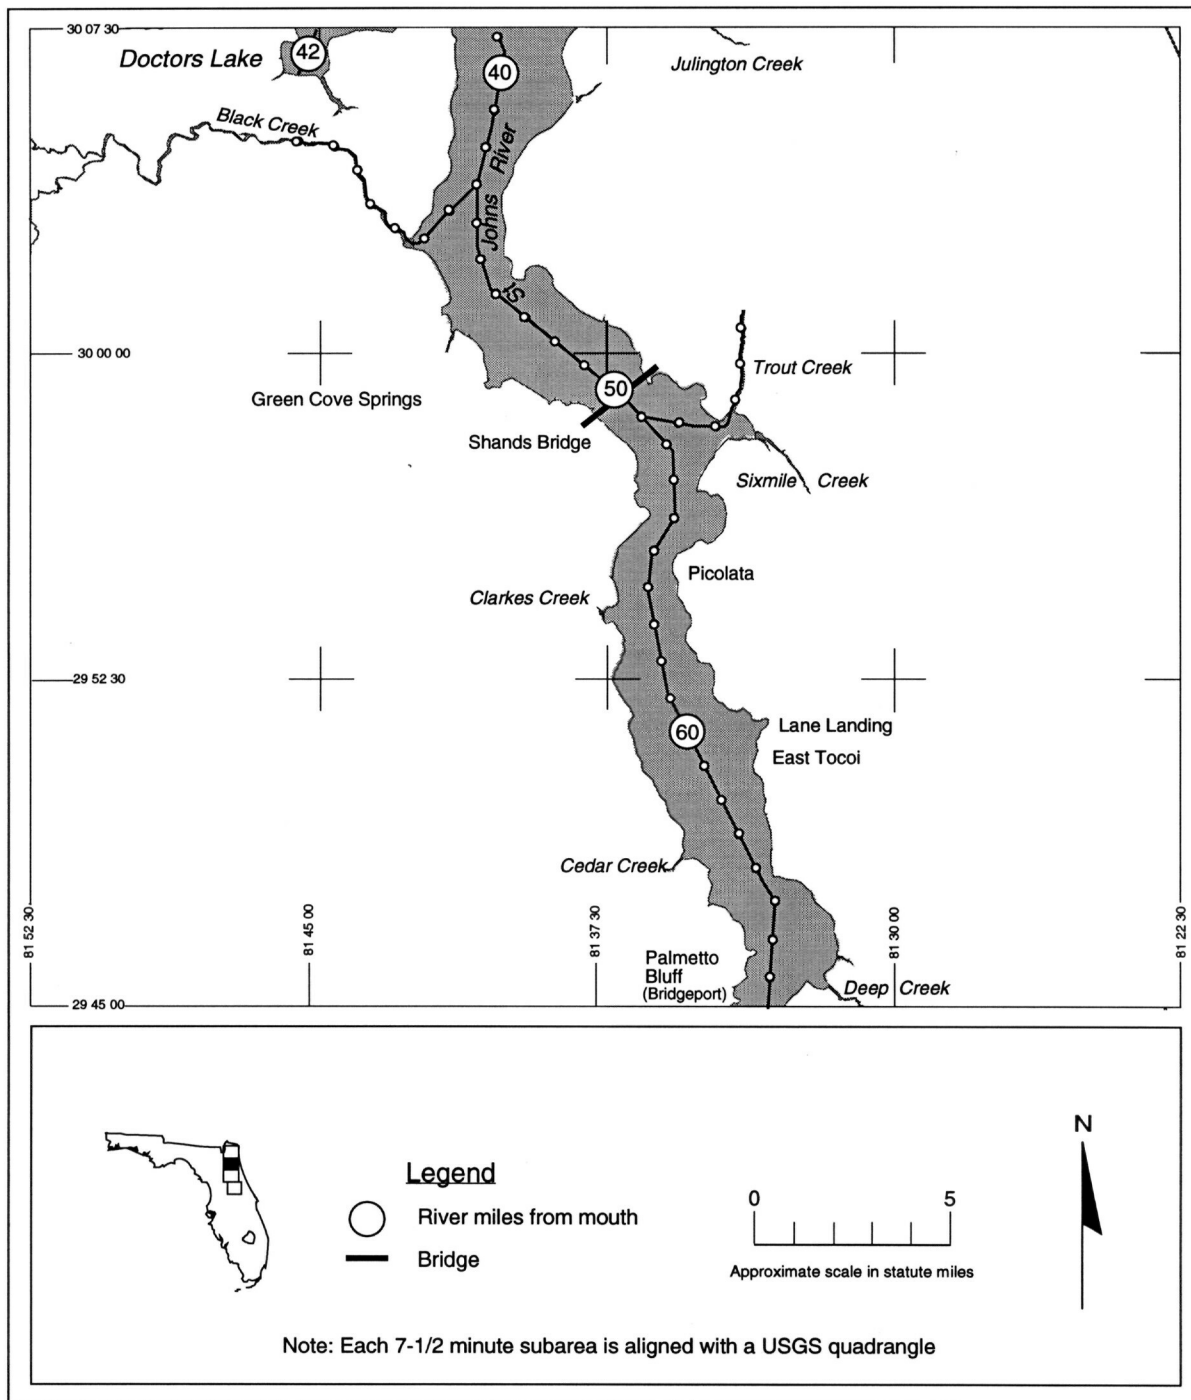 30 07 30
Doctors Lake
42
40
Julington Creek
Black Creek
St. Johns River
30 00 00
Trout Creek
50
Green Cove Springs
Shands Bridge
Sixmile Creek
Picolata
Clarkes Creek
29 52 30
60
Lane Landing
East Tocoi
Cedar Creek
81 52 30
81 45 00
81 37 30
81 30 00
81 22 30
Palmetto
Bluff
(Bridgeport)
Deep Creek
29 45 00
N
Legend
River miles from mouth
Bridge
0 5
Approximate scale in statute miles
Note: Each 7-1/2 minute subarea is aligned with a USGS quadrangle